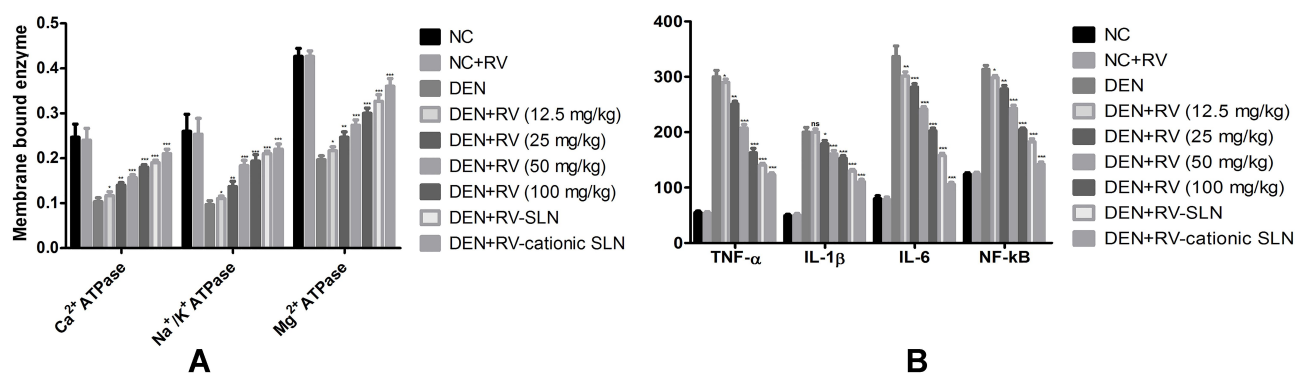 Membrane bound enzyme
0.5
0.4
0.3
0.2
0.1
0.0
* ** *** *** *** ***
* ** *** *** *** ***
* ** *** *** *** ***
Ca2+ ATPase
Na+/K+ ATPase
Mg2+ ATPase
NC
NC+RV
DEN
DEN+RV (12.5 mg/kg)
DEN+RV (25 mg/kg)
DEN+RV (50 mg/kg)
DEN+RV (100 mg/kg)
DEN+RV-SLN
DEN+RV-cationic SLN
A
400
300
200
100
0
* ** *** *** *** ***
ns * *** *** *** ***
** *** *** *** *** ***
* ** *** *** *** ***
TNF-α
IL-1β
IL-6
NF-kB
NC
NC+RV
DEN
DEN+RV (12.5 mg/kg)
DEN+RV (25 mg/kg)
DEN+RV (50 mg/kg)
DEN+RV (100 mg/kg)
DEN+RV-SLN
DEN+RV-cationic SLN
B